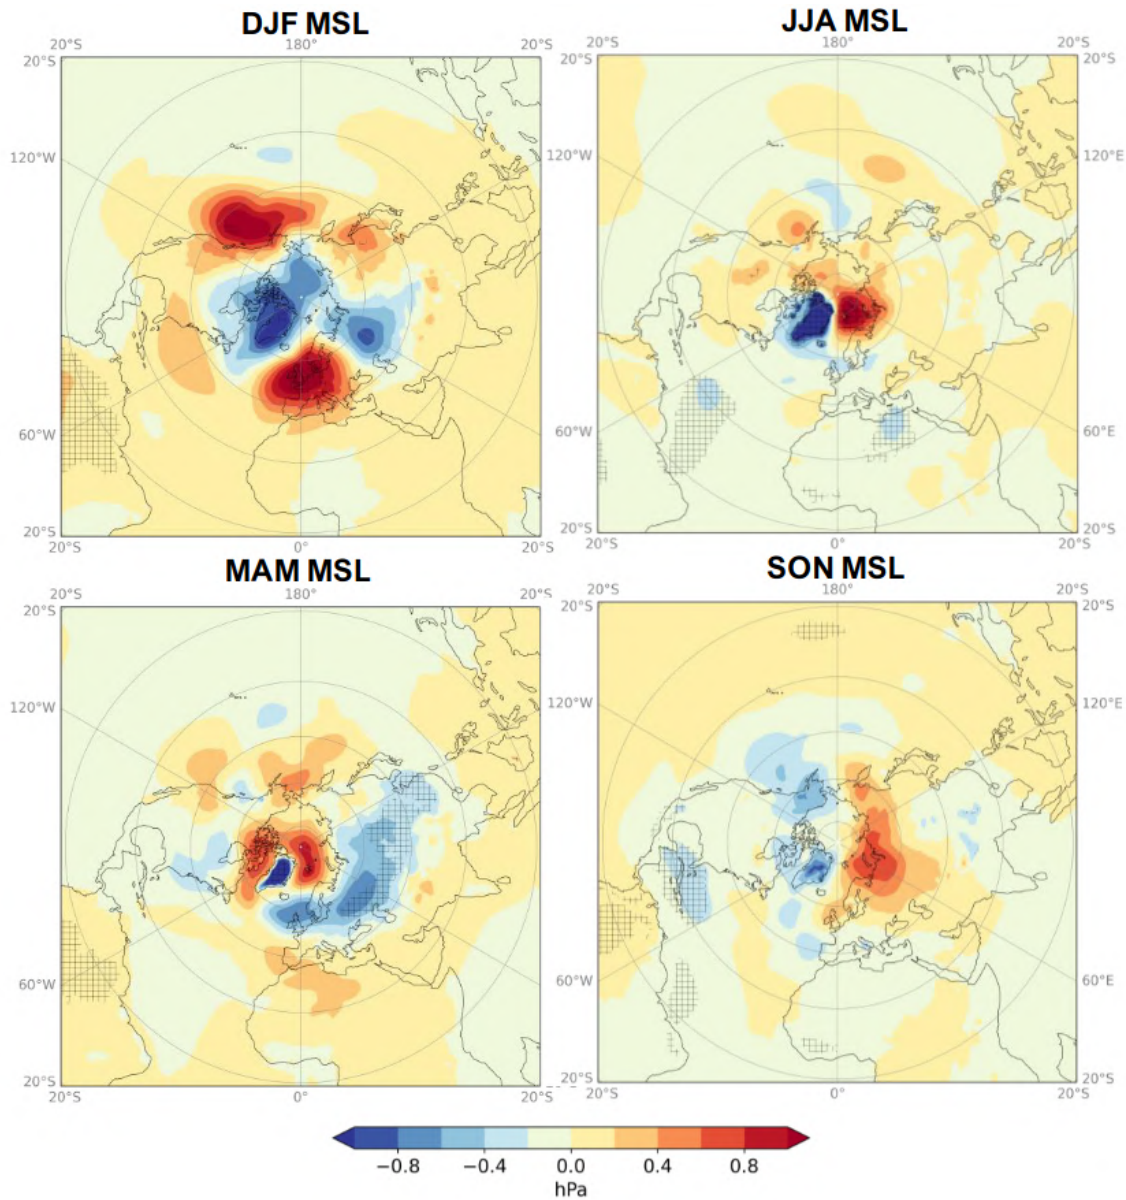 DJF MSL
JJA MSL
20°S 180° 20°S
20°S 180° 20°S
20°S
20°S 20°S
120°W
120°W 120°E
60°W
60°W 60°E
20°S
20°S 20°S
20°S 0° 20°S
20°S 0° 20°S
MAM MSL
SON MSL
20°S 180° 20°S
20°S 180° 20°S
20°S
20°S 20°S
120°W
120°W 120°E
60°W
60°W 60°E
20°S
20°S 20°S
20°S 0° 20°S
20°S 0° 20°S
−0.8 −0.4 0.0 0.4 0.8
hPa